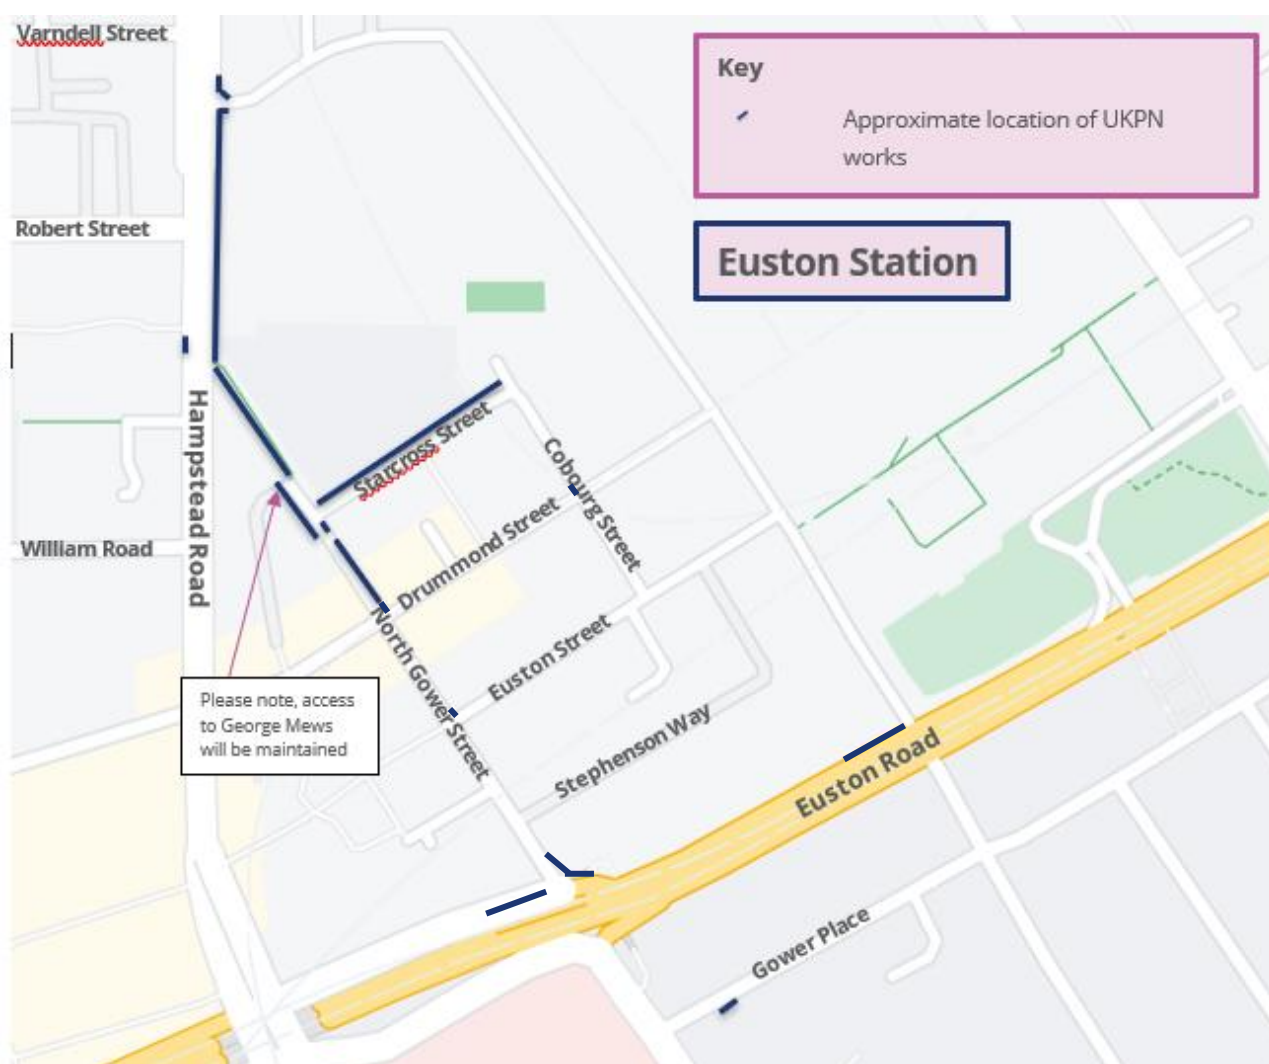 Varndell Street
Key
Approximate location of UKPN
works
Robert Street
Euston Station
Hampstead Road
Starcross Street
Cobourg Street
William Road
Drummond Street
North Gower Street
Euston Street
Please note, access
to George Mews
will be maintained
Stephenson Way
Euston Road
Gower Place